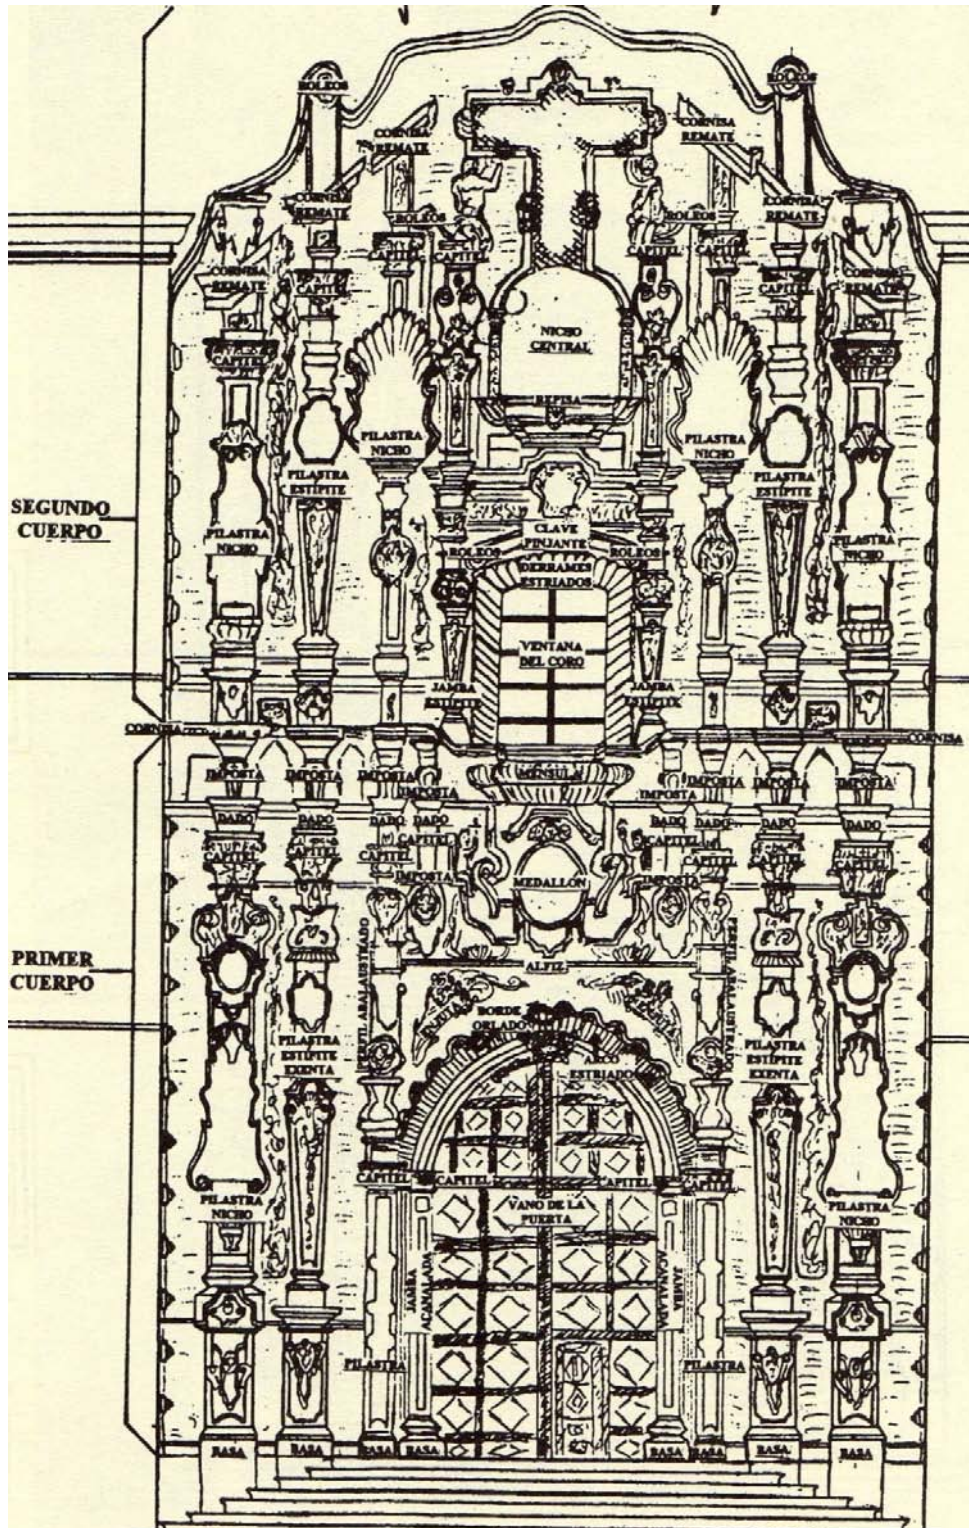 ROLEOS
ROLEOS
CORNISA
REMATE
CORNISA
REMATE
CORNISA
REMATE
ROLEOS
ROLEOS
CORNISA
REMATE
CAPITEL
CAPITEL
CAPITEL
CAPITEL
CORNISA
REMATE
CAPITEL
CAPITEL
CORNISA
REMATE
NICHO
CENTRAL
CAPITEL
REPISA
PILASTRA
NICHO
PILASTRA
NICHO
PILASTRA
ESTIPITE
PILASTRA
ESTIPITE
SEGUNDO
CUERPO
PILASTRA
NICHO
CLAVE
PINJANTE
PILASTRA
NICHO
ROLEOS
ROLEOS
DERRAMES
ESTRIADOS
VENTANA
DEL CORO
JAMBA
ESTIPITE
JAMBA
ESTIPITE
CORNISA
CORNISA
IMPOSTA
IMPOSTA
IMPOSTA
MENSULA
IMPOSTA
IMPOSTA
IMPOSTA
IMPOSTA
IMPOSTA
DADO
DADO
DADO
DADO
DADO
DADO
DADO
DADO
CAPITEL
CAPITEL
CAPITEL
CAPITEL
CAPITEL
CAPITEL
CAPITEL
CAPITEL
IMPOSTA
MEDALLON
IMPOSTA
PRIMER
CUERPO
PERFIL ABALAUSTRADO
PERFIL ABALAUSTRADO
ALFIZ
ENJUTA
BORDE
ORLADO
ENJUTA
PILASTRA
ESTIPITE
EXENTA
ARCO
ESTRIADO
PILASTRA
ESTIPITE
EXENTA
CAPITEL
CAPITEL
CAPITEL
CAPITEL
PILASTRA
NICHO
VANO DE LA
PUERTA
PILASTRA
NICHO
JAMBA
ACANALADA
JAMBA
ACANALADA
PILASTRA
PILASTRA
BASA
BASA
BASA
BASA
BASA
BASA
BASA
BASA